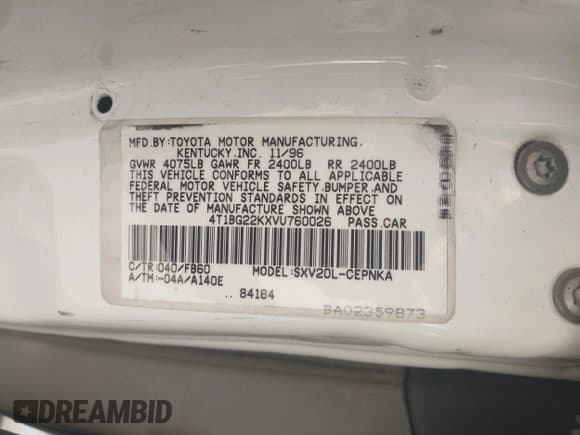 MFD.BY:TOYOTA MOTOR MANUFACTURING.
KENTUCKY.INC. 11/96
GVWR 4075LB GAWR FR 2400LB RR 2400LB
THIS VEHICLE CONFORMS TO ALL APPLICABLE
FEDERAL MOTOR VEHICLE SAFETY,BUMPER,AND
THEFT PREVENTION STANDARDS IN EFFECT ON
THE DATE OF MANUFACTURE SHOWN ABOVE
4T1BG22KXVU760026 PASS.CAR
C/TR:040/FB60 MODEL:SXV20L-CEPNKA
A/TM:-04A/A140E
.. 84184
BA02359873
DREAMBID